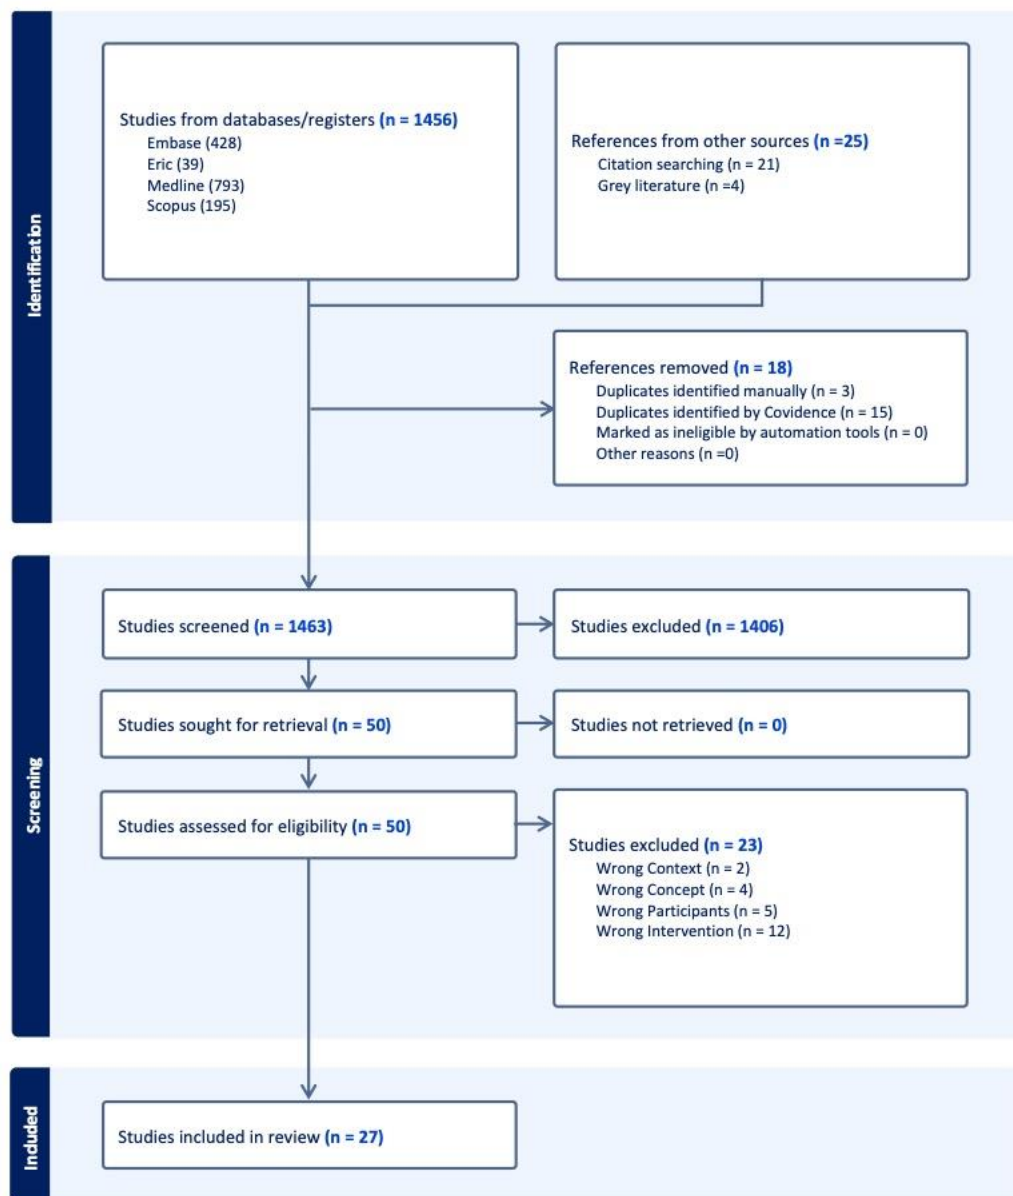 Identification
Studies from databases/registers (n = 1456)
Embase (428)
Eric (39)
Medline (793)
Scopus (195)
References from other sources (n =25)
Citation searching (n = 21)
Grey literature (n =4)
References removed (n = 18)
Duplicates identified manually (n = 3)
Duplicates identified by Covidence (n = 15)
Marked as ineligible by automation tools (n = 0)
Other reasons (n =0)
Screening
Studies screened (n = 1463)
Studies excluded (n = 1406)
Studies sought for retrieval (n = 50)
Studies not retrieved (n = 0)
Studies assessed for eligibility (n = 50)
Studies excluded (n = 23)
Wrong Context (n = 2)
Wrong Concept (n = 4)
Wrong Participants (n = 5)
Wrong Intervention (n = 12)
Included
Studies included in review (n = 27)